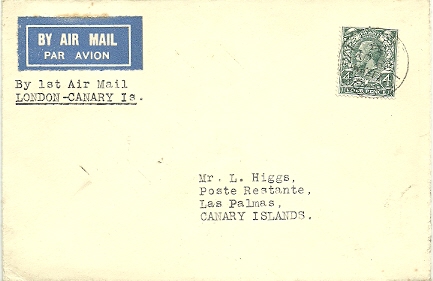 BY AIR MAIL
PAR AVION
By 1st Air Mail
LONDON-CANARY Is.
Mr. L. Higgs,
Poste Restante,
Las Palmas,
CANARY ISLANDS.